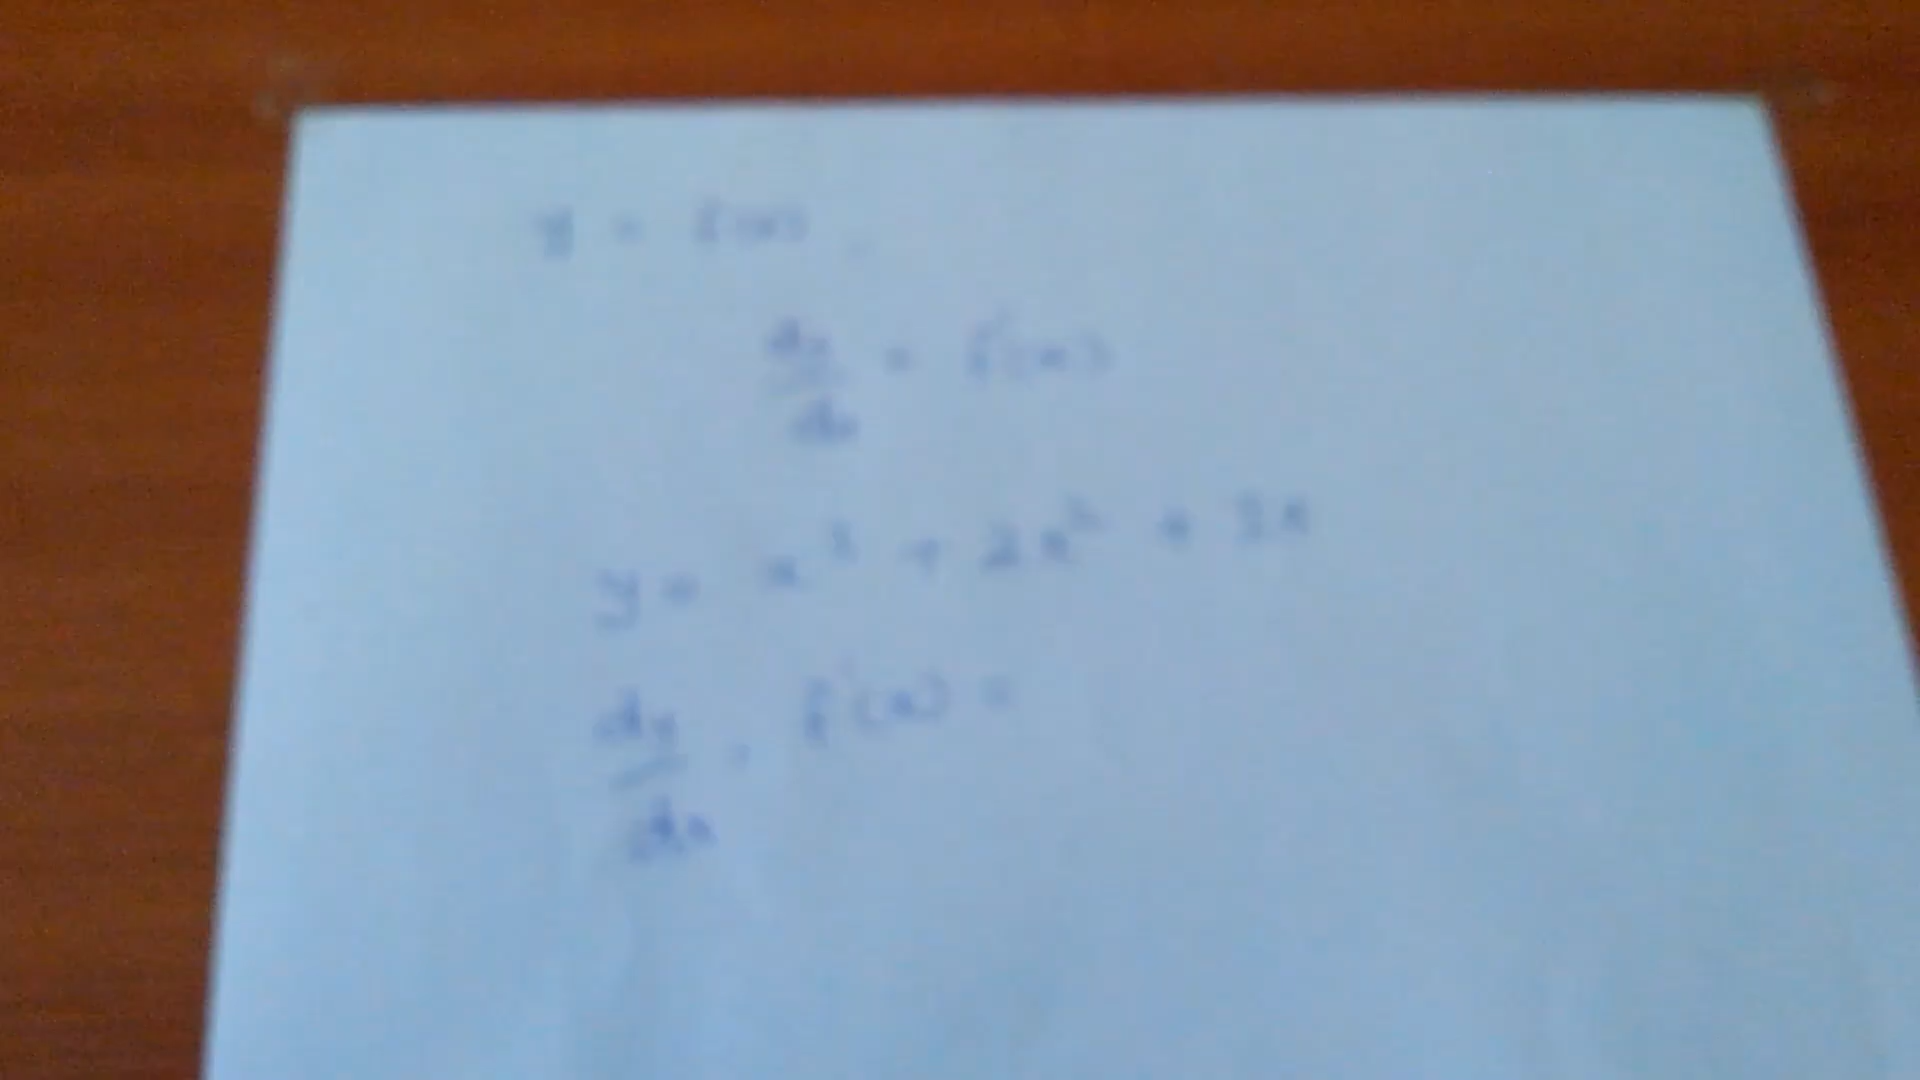 y = f(x)
dy/dx = f'(x)
y = x³ + 2x² + 3x
dy/dx = f'(x) =